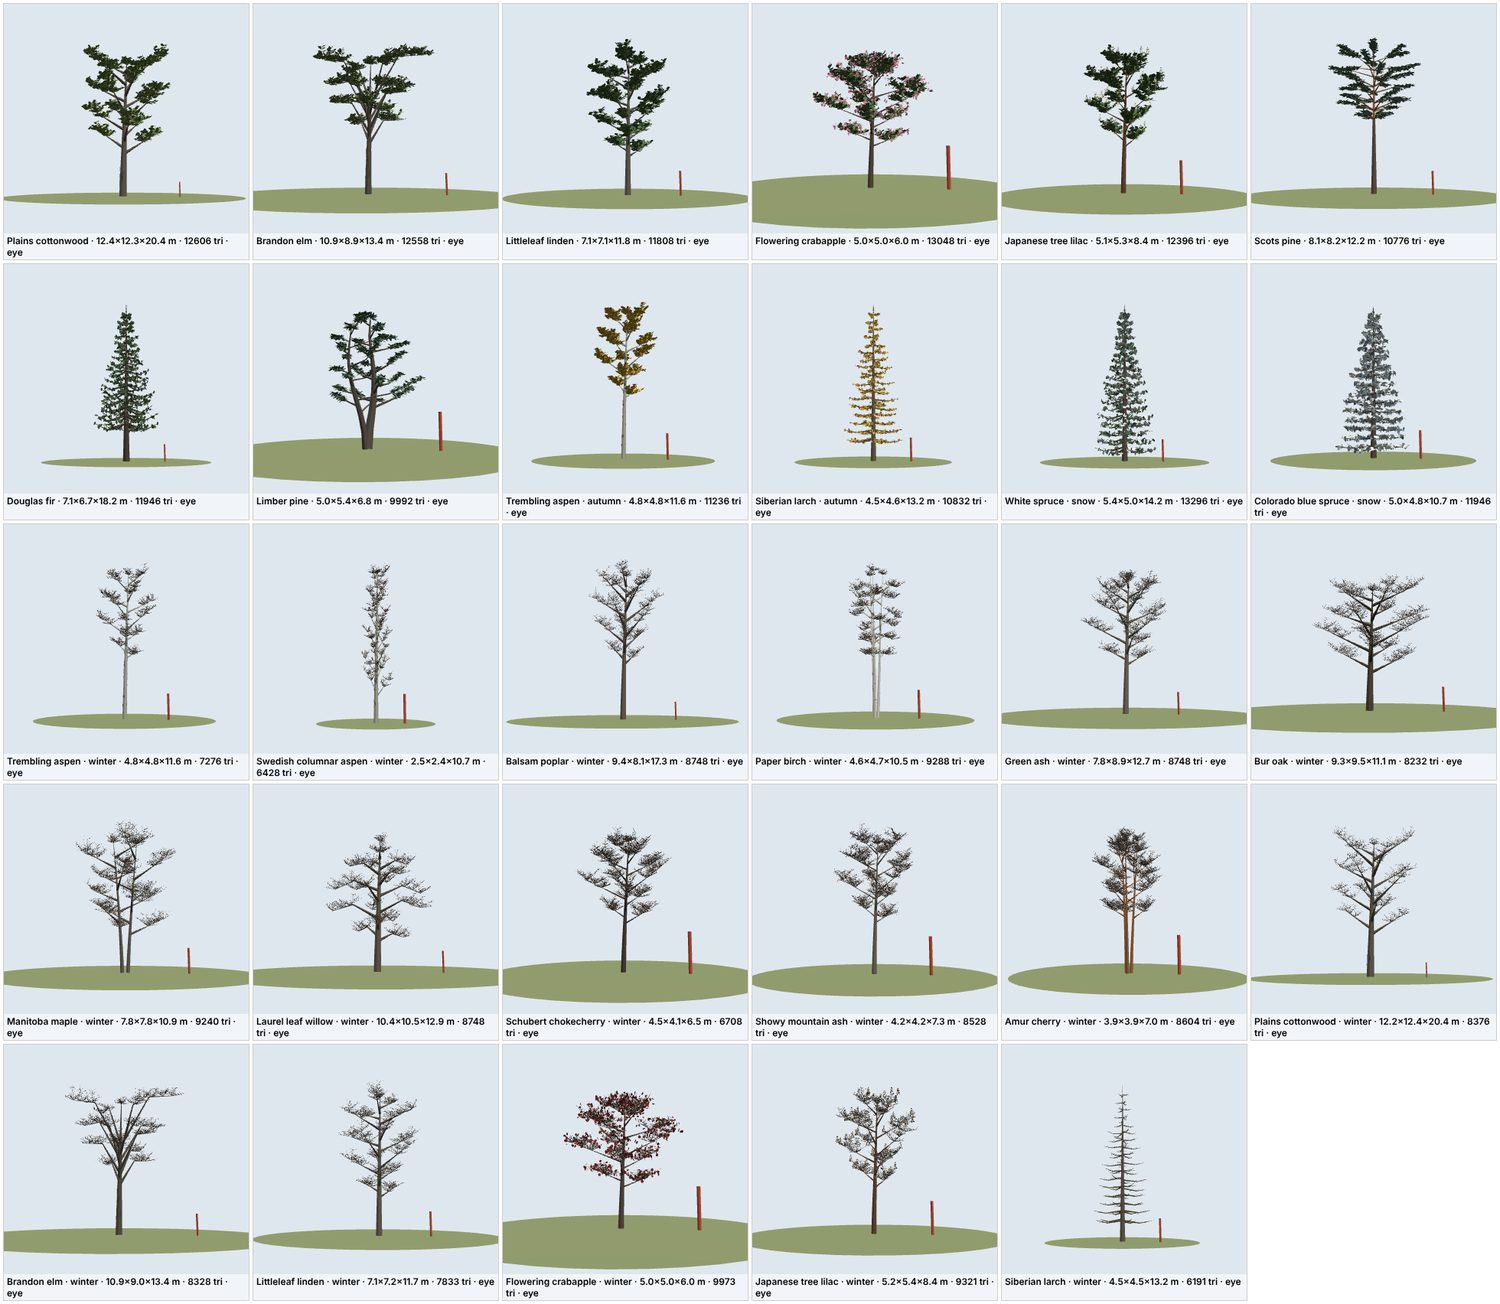 Plains cottonwood · 12.4×12.3×20.4 m · 12606 tri ·
eye
Brandon elm · 10.9×8.9×13.4 m · 12558 tri · eye
Littleleaf linden · 7.1×7.1×11.8 m · 11808 tri · eye
Flowering crabapple · 5.0×5.0×6.0 m · 13048 tri · eye
Japanese tree lilac · 5.1×5.3×8.4 m · 12396 tri · eye
Scots pine · 8.1×8.2×12.2 m · 10776 tri · eye
Douglas fir · 7.1×6.7×18.2 m · 11946 tri · eye
Limber pine · 5.0×5.4×6.8 m · 9992 tri · eye
Trembling aspen · autumn · 4.8×4.8×11.6 m · 11236 tri
· eye
Siberian larch · autumn · 4.5×4.6×13.2 m · 10832 tri ·
eye
White spruce · snow · 5.4×5.0×14.2 m · 13296 tri · eye
Colorado blue spruce · snow · 5.0×4.8×10.7 m · 11946
tri · eye
Trembling aspen · winter · 4.8×4.8×11.6 m · 7276 tri ·
eye
Swedish columnar aspen · winter · 2.5×2.4×10.7 m ·
6428 tri · eye
Balsam poplar · winter · 9.4×8.1×17.3 m · 8748 tri · eye
Paper birch · winter · 4.6×4.7×10.5 m · 9288 tri · eye
Green ash · winter · 7.8×8.9×12.7 m · 8748 tri · eye
Bur oak · winter · 9.3×9.5×11.1 m · 8232 tri · eye
Manitoba maple · winter · 7.8×7.8×10.9 m · 9240 tri ·
eye
Laurel leaf willow · winter · 10.4×10.5×12.9 m · 8748
tri · eye
Schubert chokecherry · winter · 4.5×4.1×6.5 m · 6708
tri · eye
Showy mountain ash · winter · 4.2×4.2×7.3 m · 8528
tri · eye
Amur cherry · winter · 3.9×3.9×7.0 m · 8604 tri · eye
Plains cottonwood · winter · 12.2×12.4×20.4 m · 8376
tri · eye
Brandon elm · winter · 10.9×9.0×13.4 m · 8328 tri ·
eye
Littleleaf linden · winter · 7.1×7.2×11.7 m · 7833 tri · eye
Flowering crabapple · winter · 5.0×5.0×6.0 m · 9973
tri · eye
Japanese tree lilac · winter · 5.2×5.4×8.4 m · 9321 tri ·
eye
Siberian larch · winter · 4.5×4.5×13.2 m · 6191 tri · eye